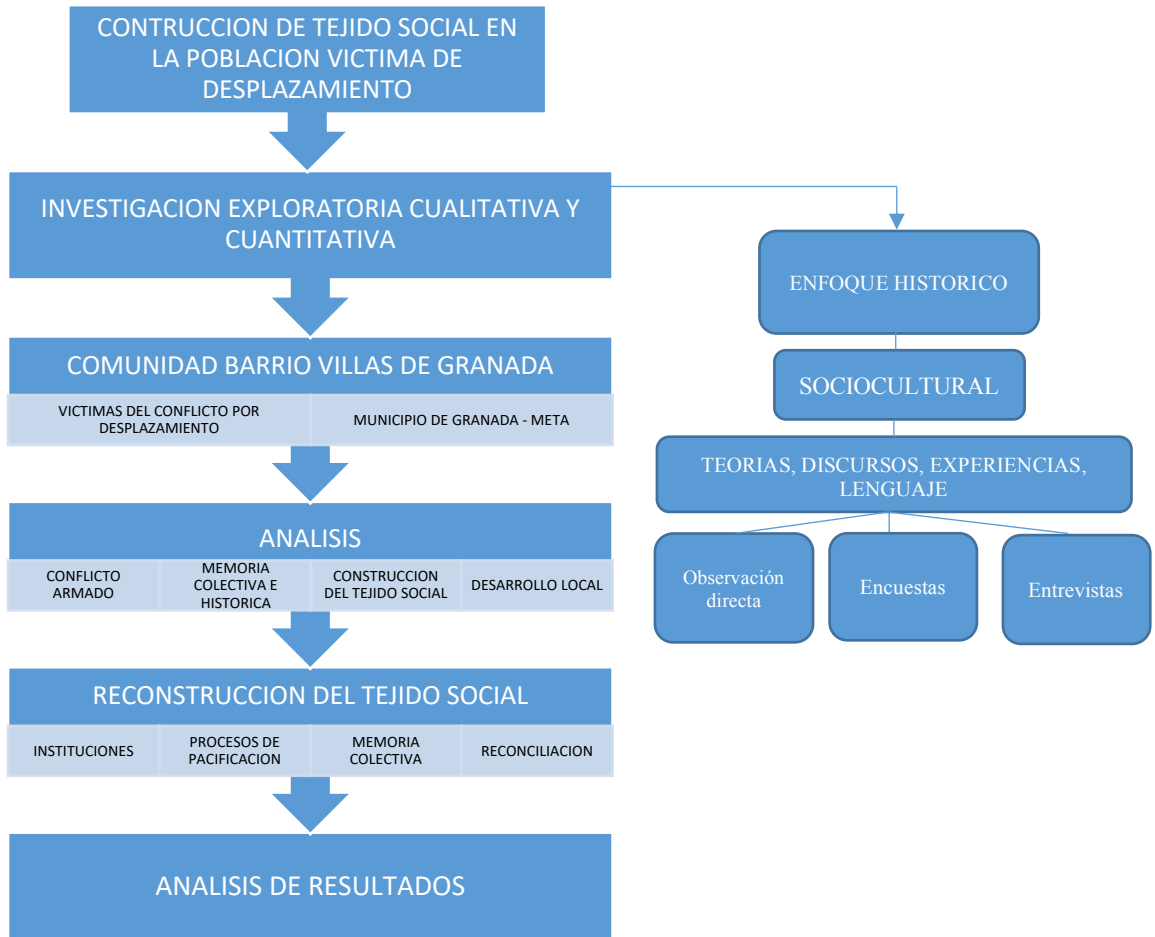 CONTRUCCION DE TEJIDO SOCIAL EN
LA POBLACION VICTIMA DE
DESPLAZAMIENTO
INVESTIGACION EXPLORATORIA CUALITATIVA Y
CUANTITATIVA
COMUNIDAD BARRIO VILLAS DE GRANADA
VICTIMAS DEL CONFLICTO POR
DESPLAZAMIENTO
MUNICIPIO DE GRANADA - META
ANALISIS
CONFLICTO
ARMADO
MEMORIA
COLECTIVA E
HISTORICA
CONSTRUCCION
DEL TEJIDO SOCIAL
DESARROLLO LOCAL
RECONSTRUCCION DEL TEJIDO SOCIAL
INSTITUCIONES
PROCESOS DE
PACIFICACION
MEMORIA
COLECTIVA
RECONCILIACION
ANALISIS DE RESULTADOS
ENFOQUE HISTORICO
SOCIOCULTURAL
TEORIAS, DISCURSOS, EXPERIENCIAS,
LENGUAJE
Observación
directa
Encuestas
Entrevistas